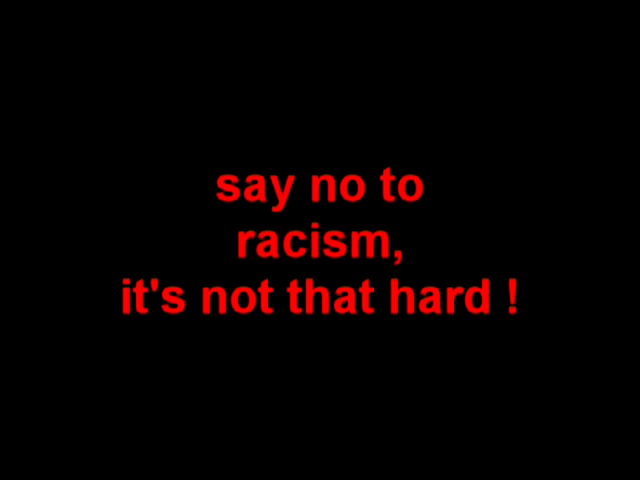 say no to
racism,
it's not that hard !